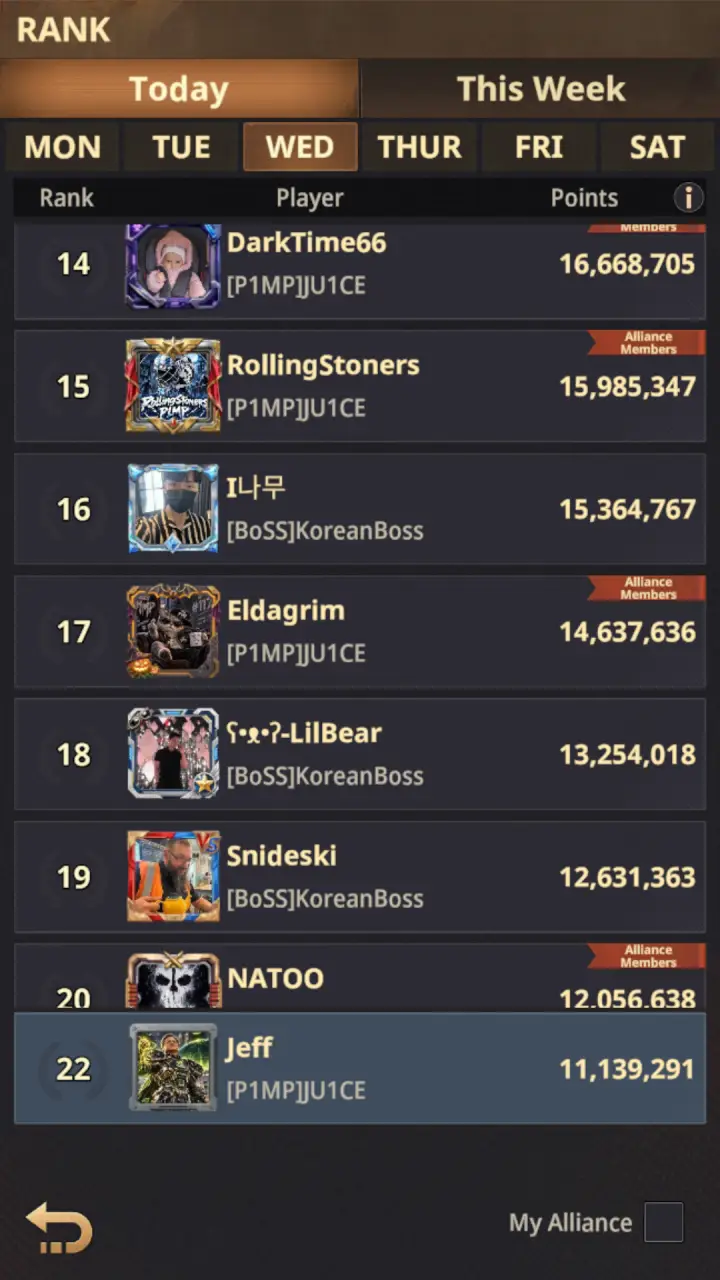 RANK
Today
This Week
MON
TUE
WED
THUR
FRI
SAT
Rank
Player
Points
i
Members
14
DarkTime66
[P1MP]JU1CE
16,668,705
Alliance
Members
15
ROLLINGSTONERS
PIMP
RollingStoners
[P1MP]JU1CE
15,985,347
16
I나무
[BoSS]KoreanBoss
15,364,767
Alliance
Members
17
Eldagrim
[P1MP]JU1CE
14,637,636
18
ʕ•ᴥ•ʔ-LilBear
[BoSS]KoreanBoss
13,254,018
19
VS
Snideski
[BoSS]KoreanBoss
12,631,363
Alliance
Members
20
NATOO
12,056,638
22
Jeff
[P1MP]JU1CE
11,139,291
My Alliance